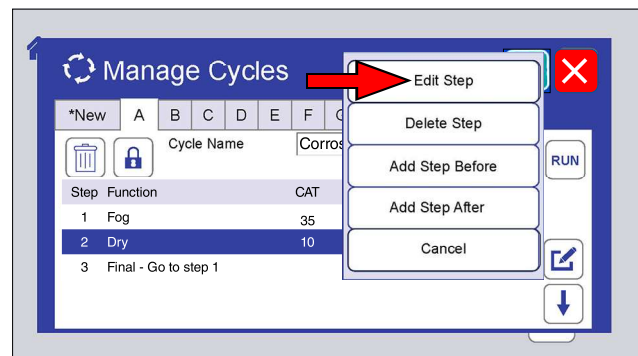 Manage Cycles
*New A B C D E F
Cycle Name Corros
RUN
Step Function CAT
1 Fog 35
2 Dry 10
3 Final - Go to step 1
Edit Step
Delete Step
Add Step Before
Add Step After
Cancel